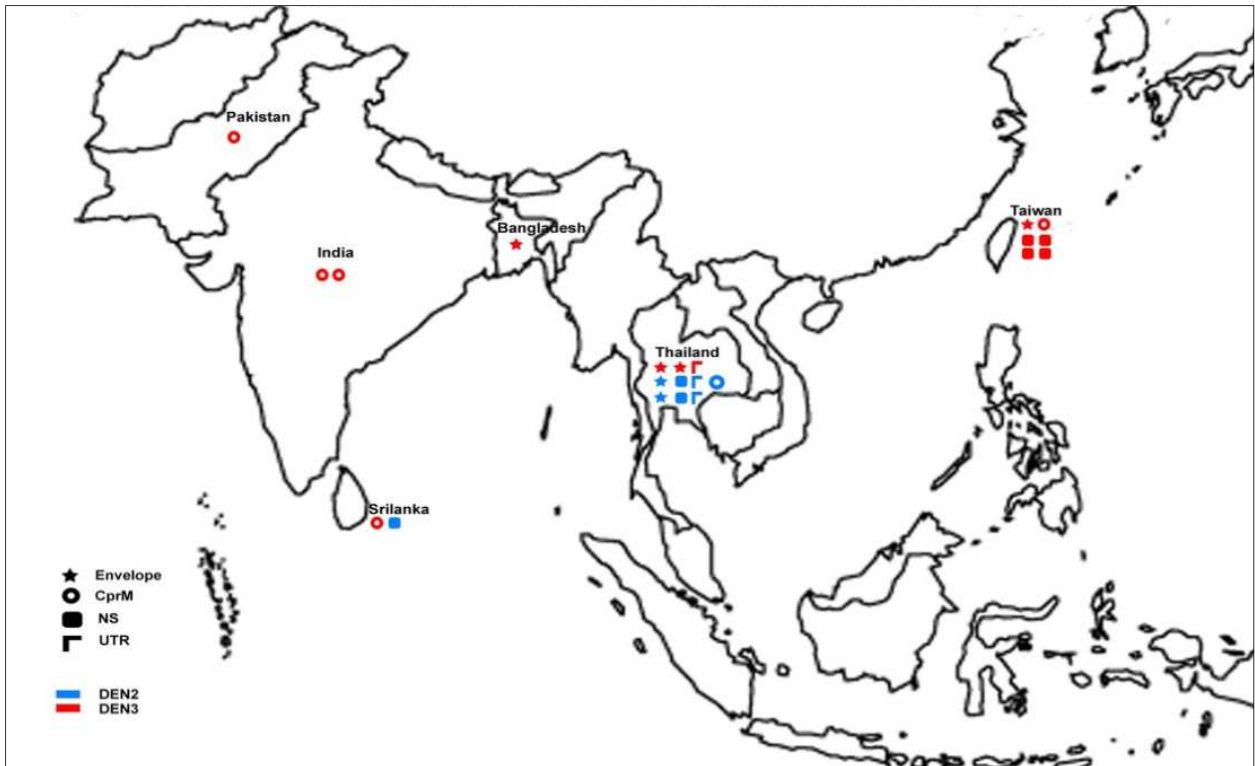 Pakistan
Taiwan
Bangladesh
India
Thailand
Srilanka
Envelope
CprM
NS
UTR
DEN2
DEN3